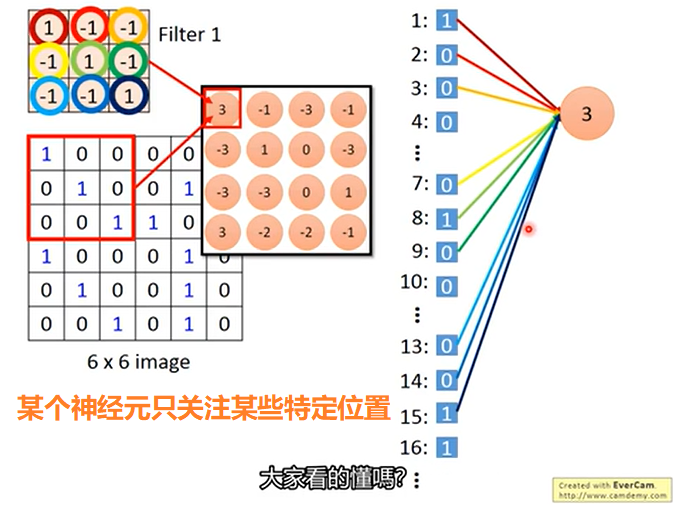 1 -1 -1
-1 1 -1
-1 -1 1
Filter 1
3 -1 -3 -1
-3 1 0 -3
-3 -3 0 1
3 -2 -2 -1
1 0 0 0 0
0 1 0 0 1
0 0 1 1 0
1 0 0 0 1 0
0 1 0 0 1 0
0 0 1 0 1 0
6 x 6 image
某个神经元只关注某些特定位置
1: 1
2: 0
3: 0
4: 0
⋮
7: 0
8: 1
9: 0
10: 0
⋮
13: 0
14: 0
15: 1
16: 1
⋮
3
大家看的懂嗎?
Created with EverCam.
http://www.camdemy.com